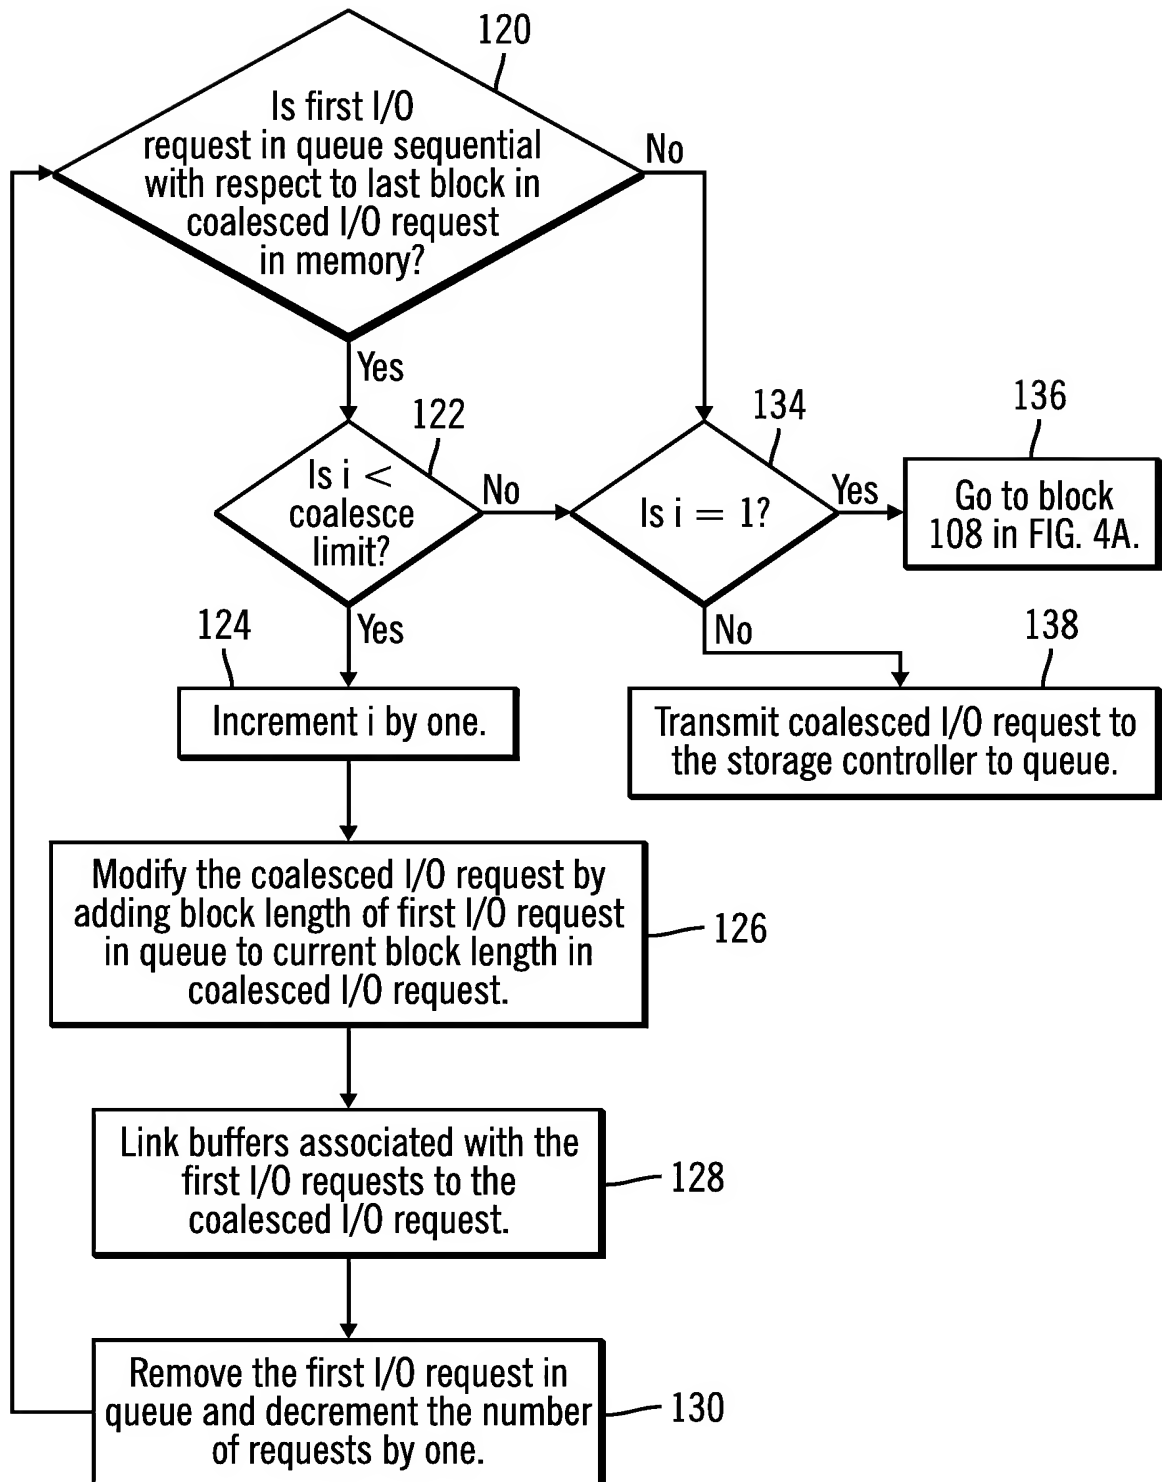 120
Is first I/O
request in queue sequential
with respect to last block in
coalesced I/O request
in memory?
No
Yes
122
134
136
Is i <
coalesce
limit?
No
Is i = 1?
Yes
Go to block
108 in FIG. 4A.
Yes
No
124
138
Increment i by one.
Transmit coalesced I/O request to
the storage controller to queue.
Modify the coalesced I/O request by
adding block length of first I/O request
in queue to current block length in
coalesced I/O request.
126
Link buffers associated with the
first I/O requests to the
coalesced I/O request.
128
Remove the first I/O request in
queue and decrement the number
of requests by one.
130